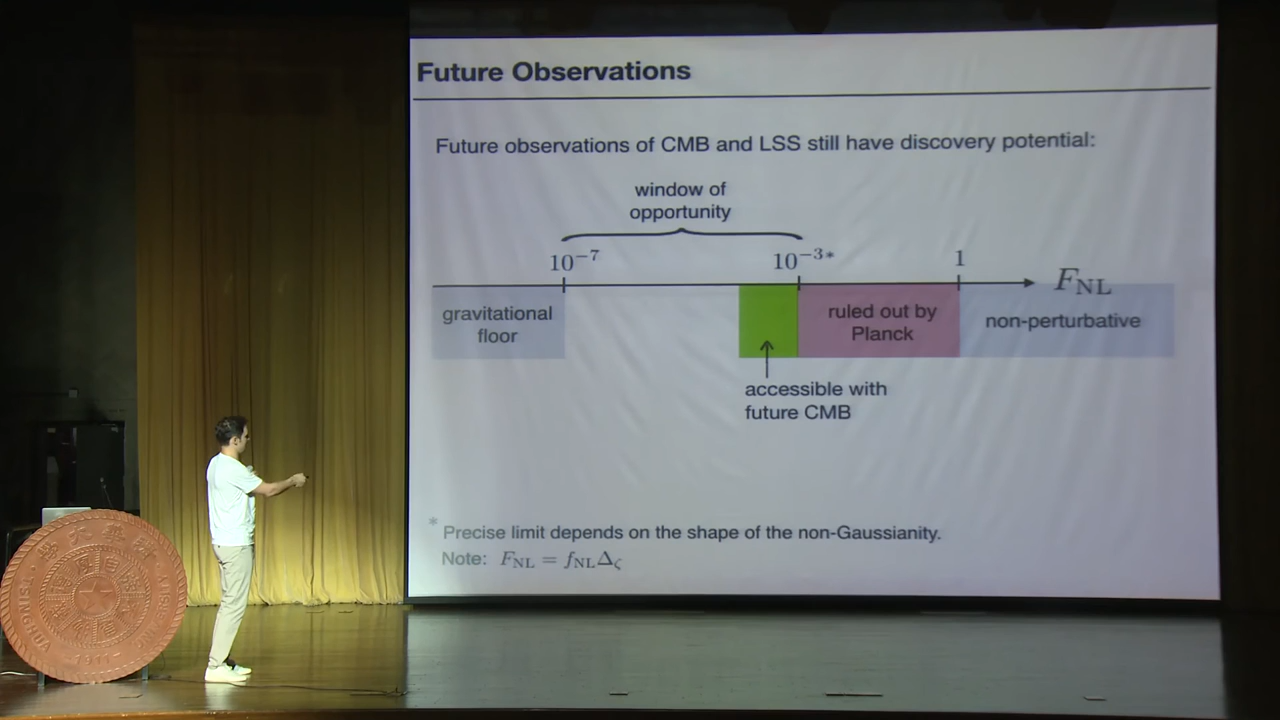 Future Observations
Future observations of CMB and LSS still have discovery potential:
window of
opportunity
10⁻⁷
10⁻³*
1
F_NL
gravitational
floor
ruled out by
Planck
non-perturbative
accessible with
future CMB
* Precise limit depends on the shape of the non-Gaussianity.
Note: F_NL = f_NL Δ_ζ
TSINGHUA
1911